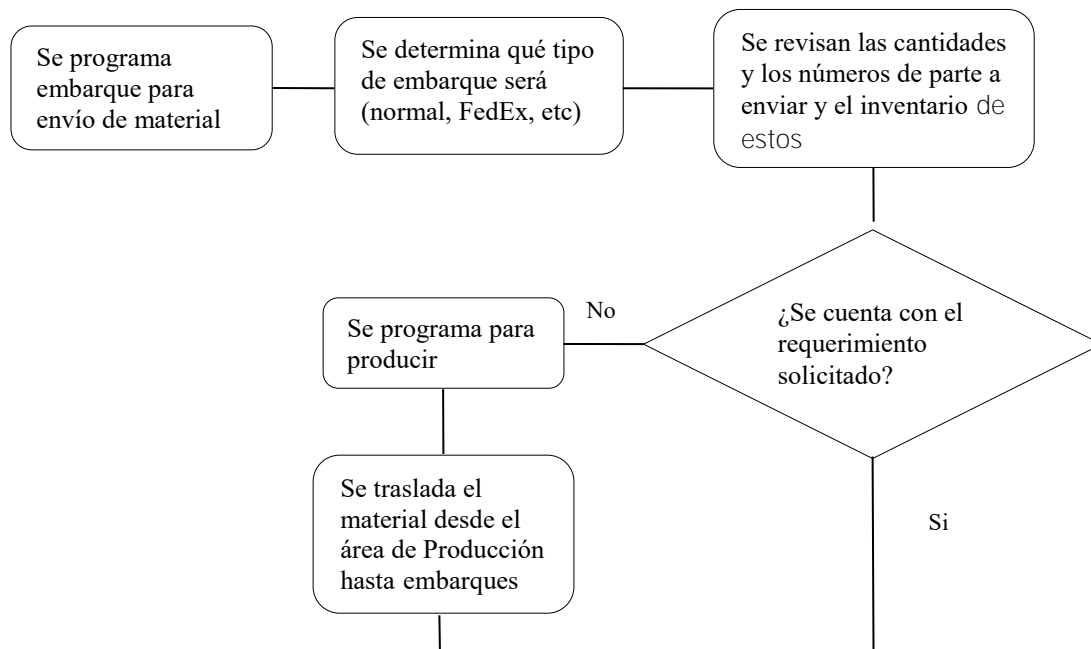 Se programa
embarque para
envío de material
Se determina qué tipo
de embarque será
(normal, FedEx, etc)
Se revisan las cantidades
y los números de parte a
enviar y el inventario de
estos
¿Se cuenta con el
requerimiento
solicitado?
No
Se programa para
producir
Se traslada el
material desde el
área de Producción
hasta embarques
Si